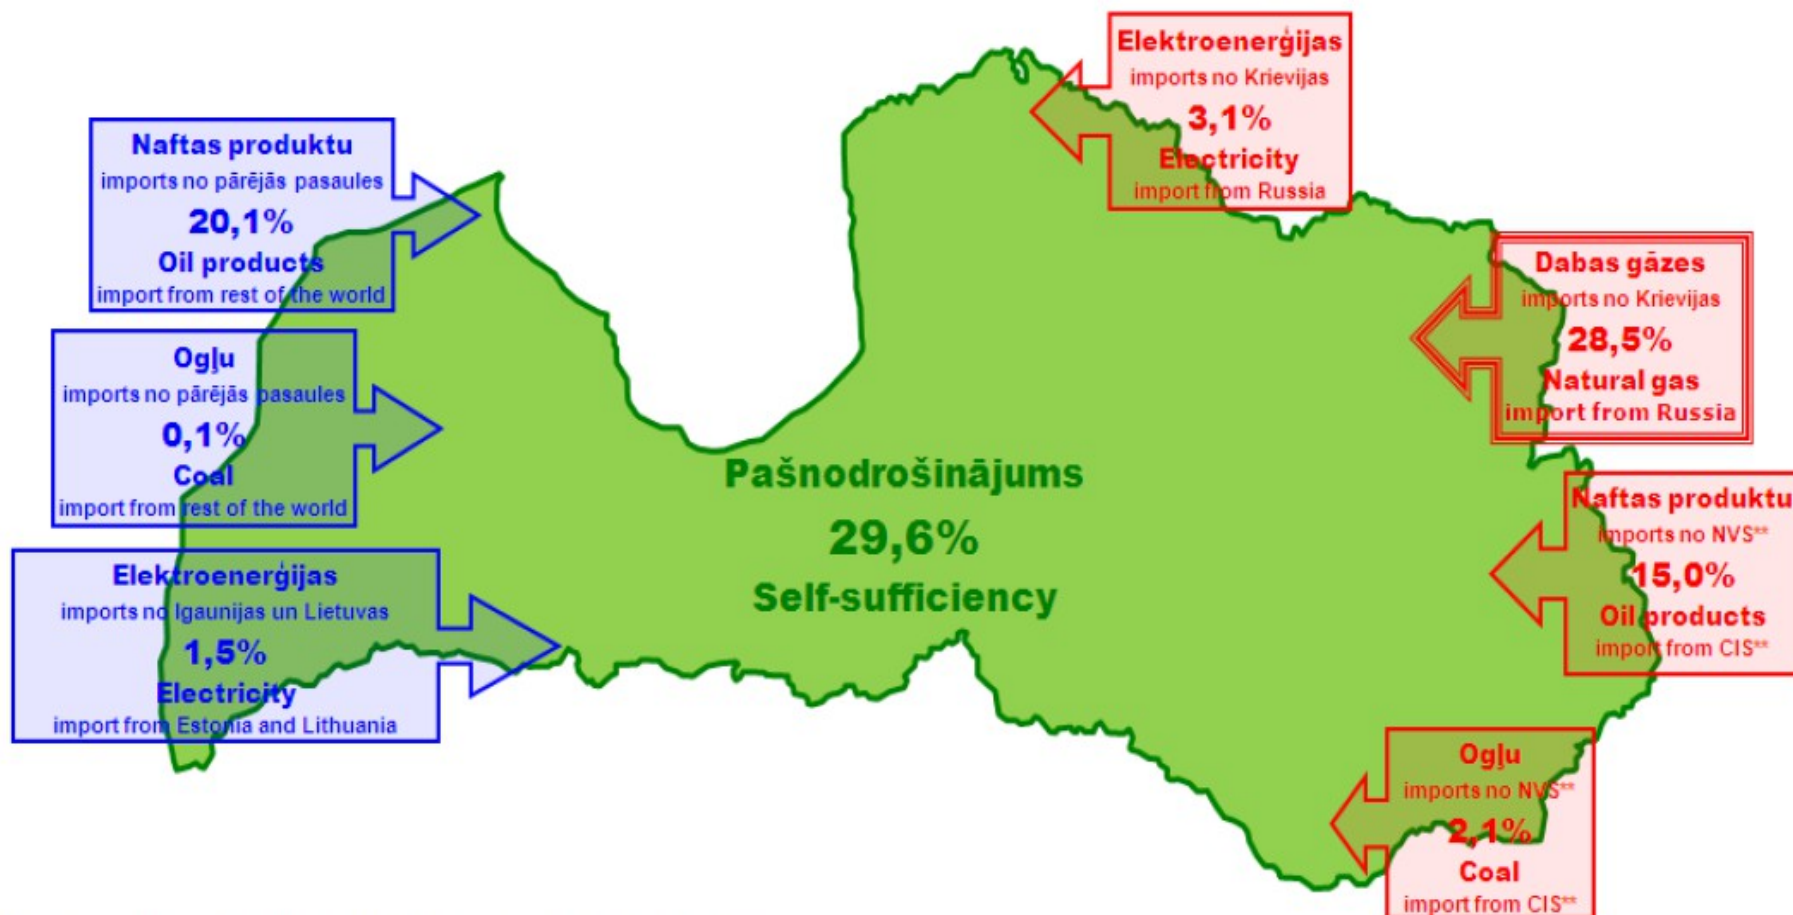 Elektroenerģijas
imports no Krievijas
3,1%
Electricity
import from Russia
Naftas produktu
imports no pārējās pasaules
20,1%
Oil products
import from rest of the world
Dabas gāzes
imports no Krievijas
28,5%
Natural gas
import from Russia
Ogļu
imports no pārējās pasaules
0,1%
Coal
import from rest of the world
Pašnodrošinājums
29,6%
Self-sufficiency
Naftas produktu
imports no NVS**
15,0%
Oil products
import from CIS**
Elektroenerģijas
imports no Igaunijas un Lietuvas
1,5%
Electricity
import from Estonia and Lithuania
Ogļu
imports no NVS**
2,1%
Coal
import from CIS**